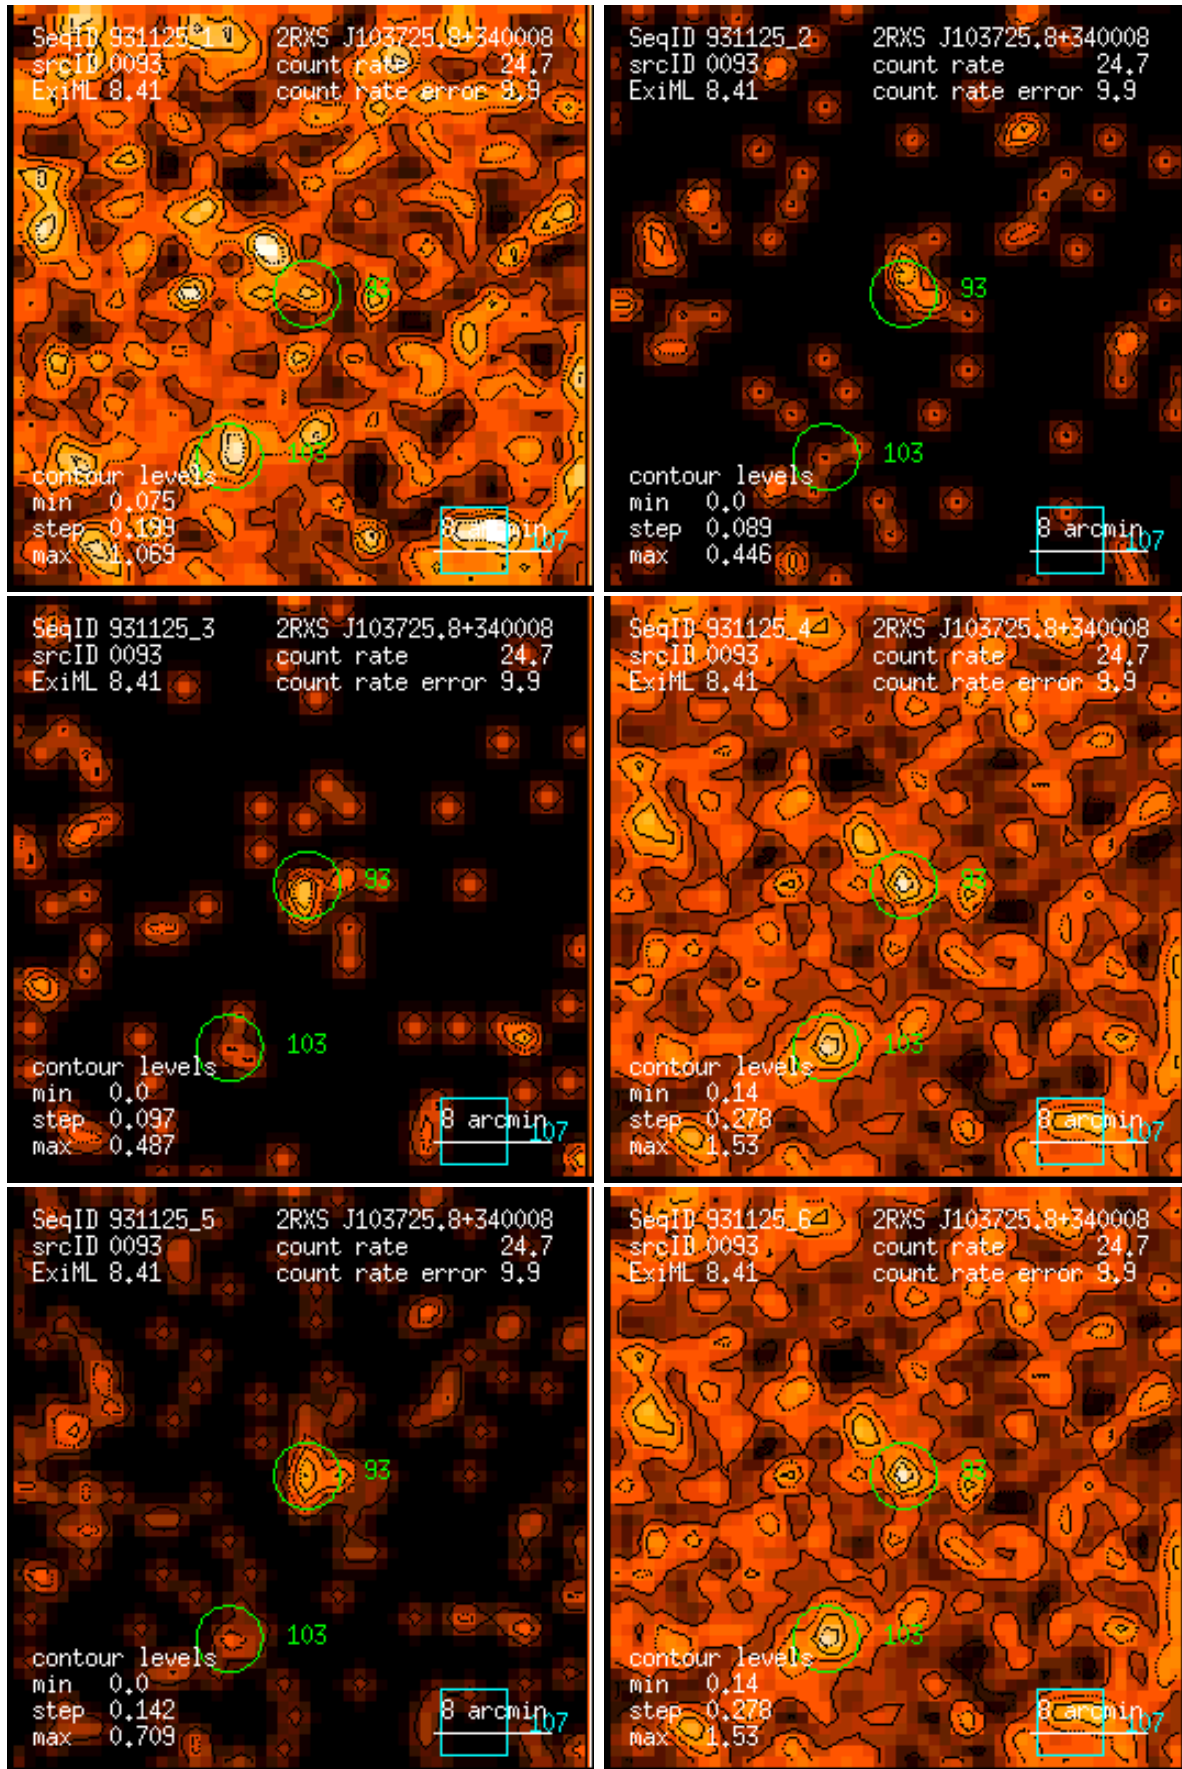 SeqID 931125_1 2RXS J103725.8+340008
srcID 0093 count rate 24.7
ExiML 8.41 count rate error 9.9
93
103
contour levels
min 0.075
step 0.199 8 arcmin
107
max 1.069
SeqID 931125_2 2RXS J103725.8+340008
srcID 0093 count rate 24.7
ExiML 8.41 count rate error 9.9
93
103
contour levels
min 0.0
step 0.089 8 arcmin
107
max 0.446
SeqID 931125_3 2RXS J103725.8+340008
srcID 0093 count rate 24.7
ExiML 8.41 count rate error 9.9
93
103
contour levels
min 0.0
step 0.097 8 arcmin
107
max 0.487
SeqID 931125_4 2RXS J103725.8+340008
srcID 0093 count rate 24.7
ExiML 8.41 count rate error 9.9
93
103
contour levels
min 0.14
step 0.278 8 arcmin
107
max 1.53
SeqID 931125_5 2RXS J103725.8+340008
srcID 0093 count rate 24.7
ExiML 8.41 count rate error 9.9
93
103
contour levels
min 0.0
step 0.142 8 arcmin
107
max 0.709
SeqID 931125_6 2RXS J103725.8+340008
srcID 0093 count rate 24.7
ExiML 8.41 count rate error 9.9
93
103
contour levels
min 0.14
step 0.278 8 arcmin
107
max 1.53